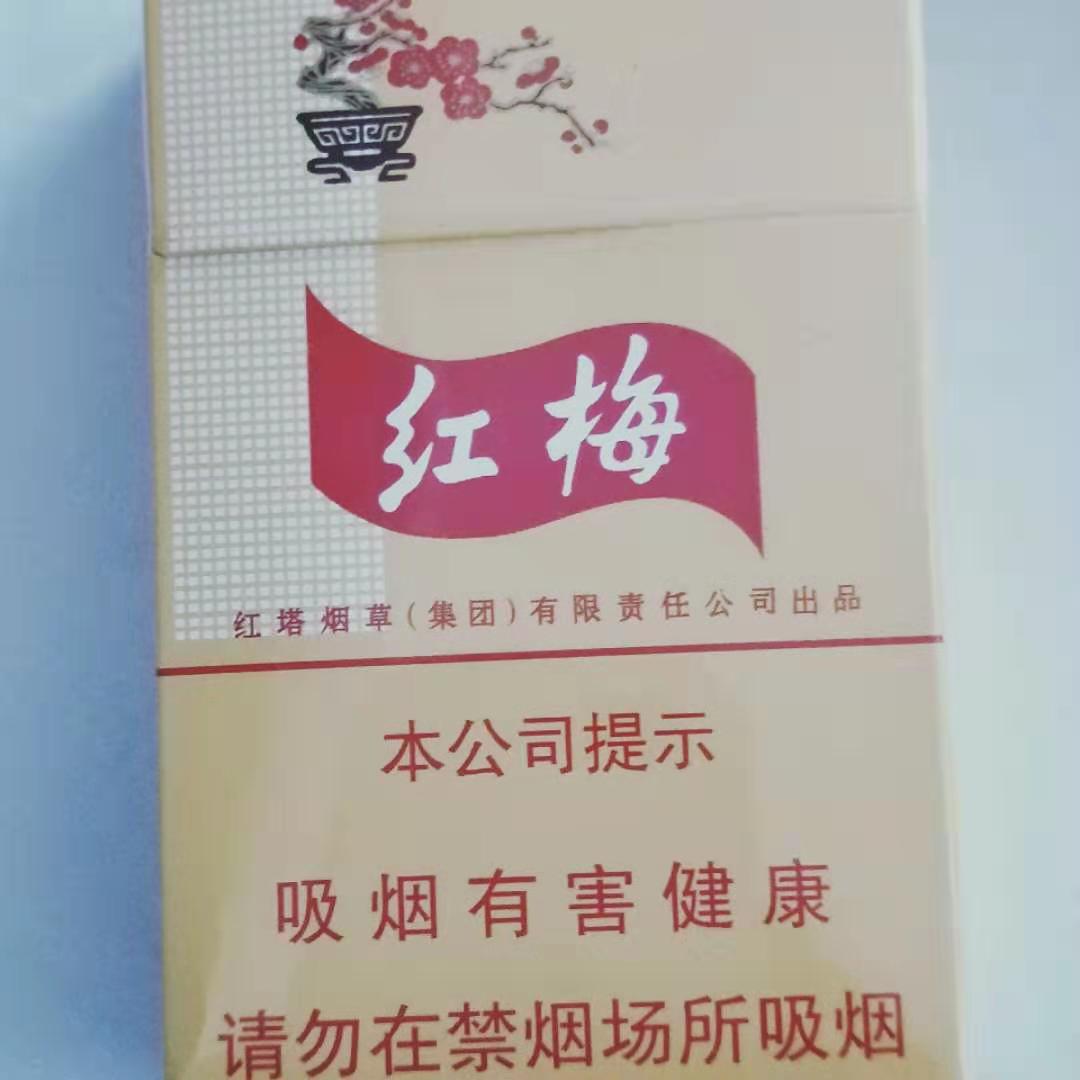 红梅
红塔烟草(集团)有限责任公司出品
本公司提示
吸烟有害健康
请勿在禁烟场所吸烟